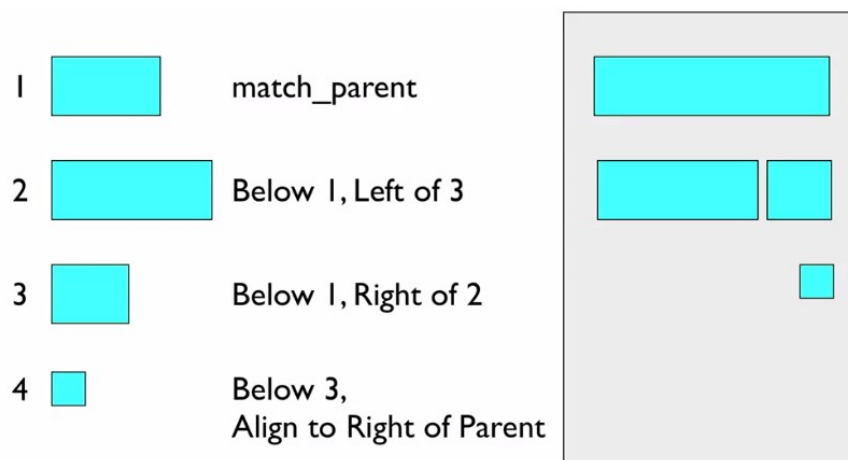 1 match_parent
2 Below 1, Left of 3
3 Below 1, Right of 2
4 Below 3,
Align to Right of Parent